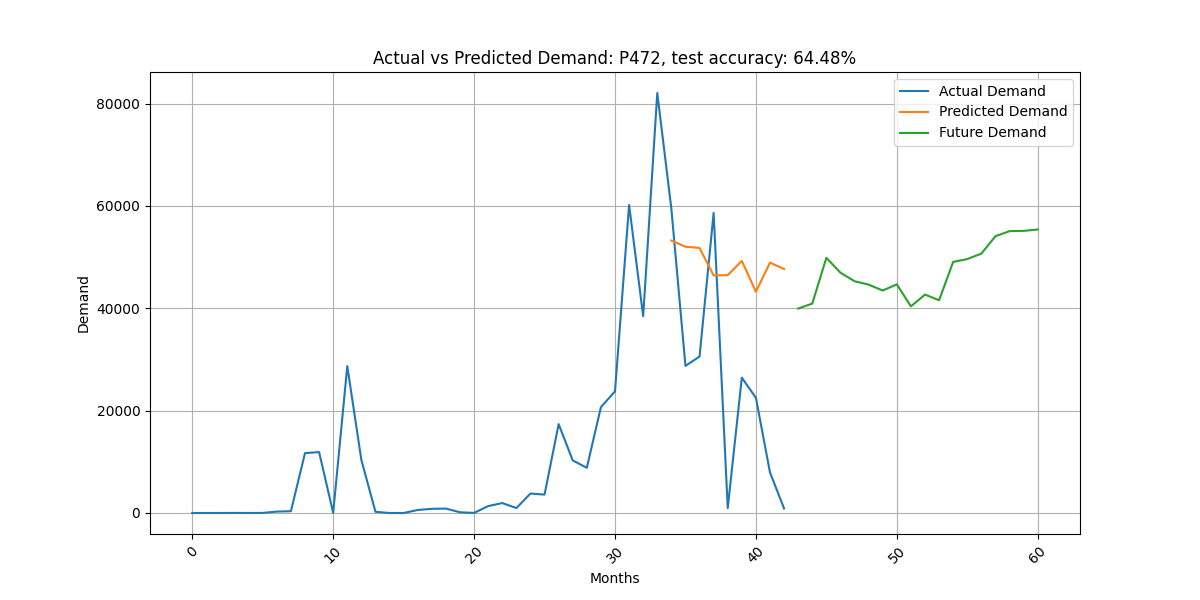 Actual vs Predicted Demand: P472, test accuracy: 64.48%
Actual Demand
Predicted Demand
Future Demand
80000
60000
40000
20000
0
Demand
0 10 20 30 40 50 60
Months